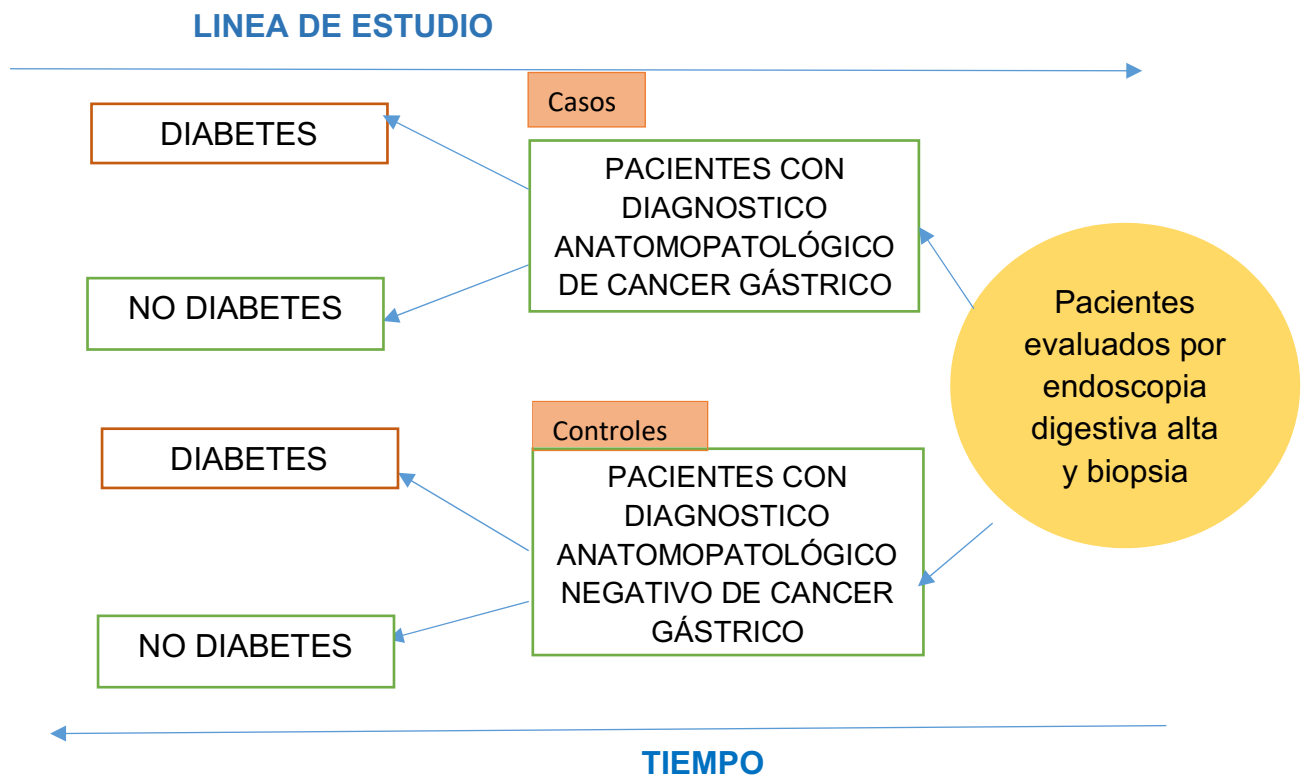 LINEA DE ESTUDIO
Casos
DIABETES
PACIENTES CON
DIAGNOSTICO
ANATOMOPATOLÓGICO
DE CANCER GÁSTRICO
NO DIABETES
Pacientes
evaluados por
endoscopia
digestiva alta
y biopsia
Controles
DIABETES
PACIENTES CON
DIAGNOSTICO
ANATOMOPATOLÓGICO
NEGATIVO DE CANCER
GÁSTRICO
NO DIABETES
TIEMPO